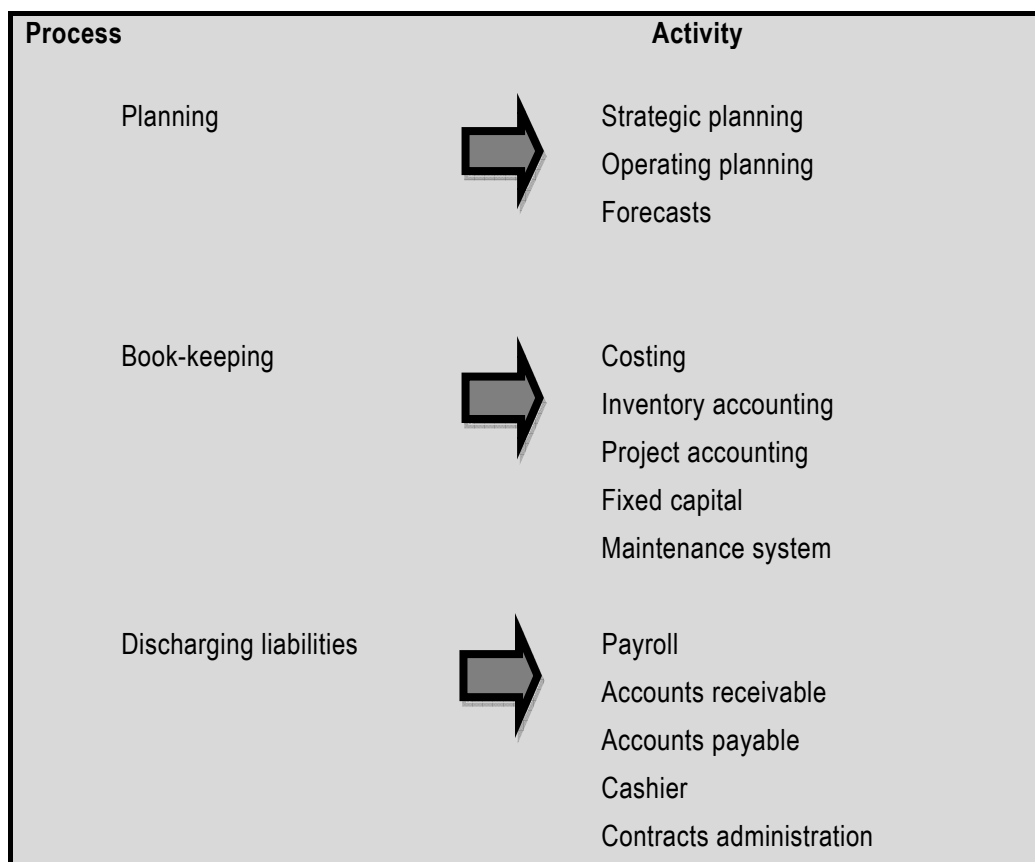 Process Activity
Planning Strategic planning
Operating planning
Forecasts
Book-keeping Costing
Inventory accounting
Project accounting
Fixed capital
Maintenance system
Discharging liabilities Payroll
Accounts receivable
Accounts payable
Cashier
Contracts administration